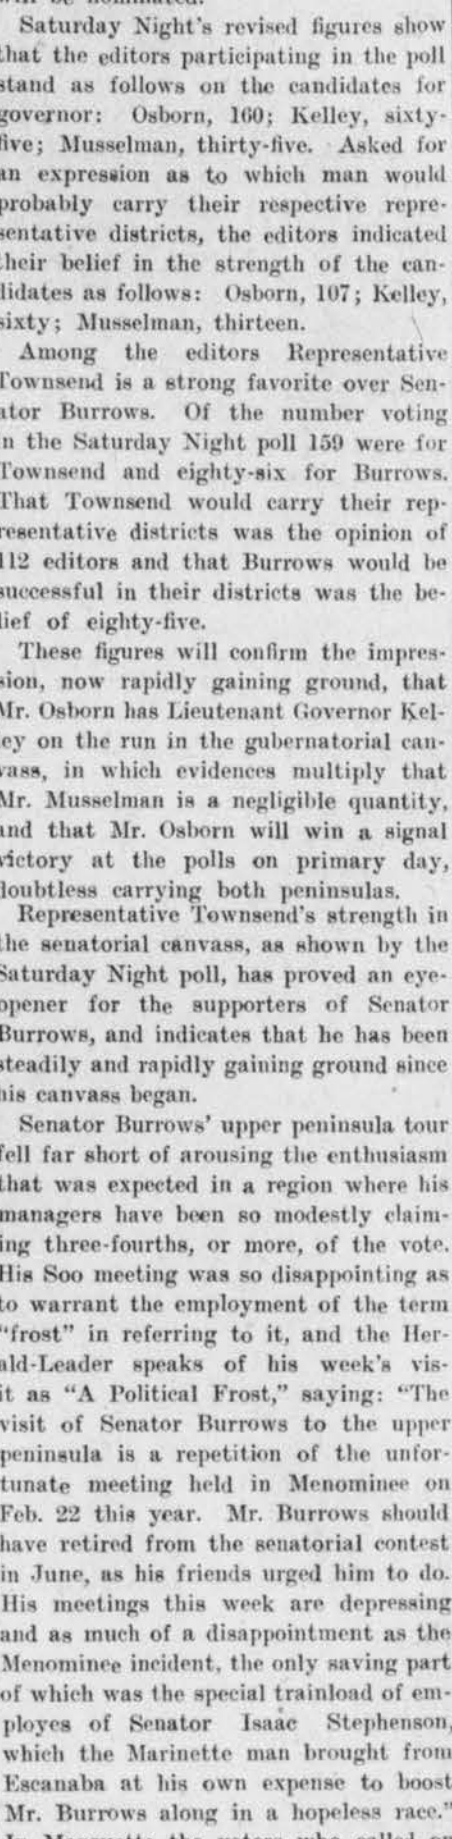 Saturday Night's revised figures show
that the editors participating in the poll
stand as follows on the candidates for
governor: Osborn, 160; Kelley, sixty-
five; Musselman, thirty-five. Asked for
an expression as to which man would
probably carry their respective repre-
sentative districts, the editors indicated
their belief in the strength of the can-
didates as follows: Osborn, 107; Kelley,
sixty; Musselman, thirteen.
Among the editors Representative
Townsend is a strong favorite over Sen-
ator Burrows. Of the number voting
in the Saturday Night poll 159 were for
Townsend and eighty-six for Burrows.
That Townsend would carry their rep-
resentative districts was the opinion of
112 editors and that Burrows would be
successful in their districts was the be-
lief of eighty-five.
These figures will confirm the impres-
sion, now rapidly gaining ground, that
Mr. Osborn has Lieutenant Governor Kel-
ley on the run in the gubernatorial can-
vass, in which evidences multiply that
Mr. Musselman is a negligible quantity,
and that Mr. Osborn will win a signal
victory at the polls on primary day,
doubtless carrying both peninsulas.
Representative Townsend's strength in
the senatorial canvass, as shown by the
Saturday Night poll, has proved an eye-
opener for the supporters of Senator
Burrows, and indicates that he has been
steadily and rapidly gaining ground since
his canvass began.
Senator Burrows' upper peninsula tour
fell far short of arousing the enthusiasm
that was expected in a region where his
managers have been so modestly claim-
ing three-fourths, or more, of the vote.
His Soo meeting was so disappointing as
to warrant the employment of the term
"frost" in referring to it, and the Her-
ald-Leader speaks of his week's vis-
it as "A Political Frost," saying: "The
visit of Senator Burrows to the upper
peninsula is a repetition of the unfor-
tunate meeting held in Menominee on
Feb. 22 this year. Mr. Burrows should
have retired from the senatorial contest
in June, as his friends urged him to do.
His meetings this week are depressing
and as much of a disappointment as the
Menominee incident, the only saving part
of which was the special trainload of em-
ployes of Senator Isaac Stephenson,
which the Marinette man brought from
Escanaba at his own expense to boost
Mr. Burrows along in a hopeless race."